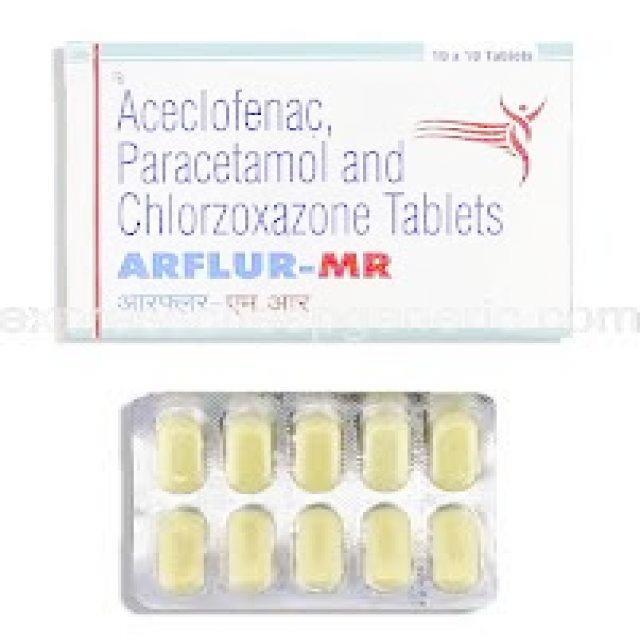 10 x 10 Tablets
Aceclofenac,
Paracetamol and
Chlorzoxazone Tablets
ARFLUR-MR
आरफ्लर-एम आर